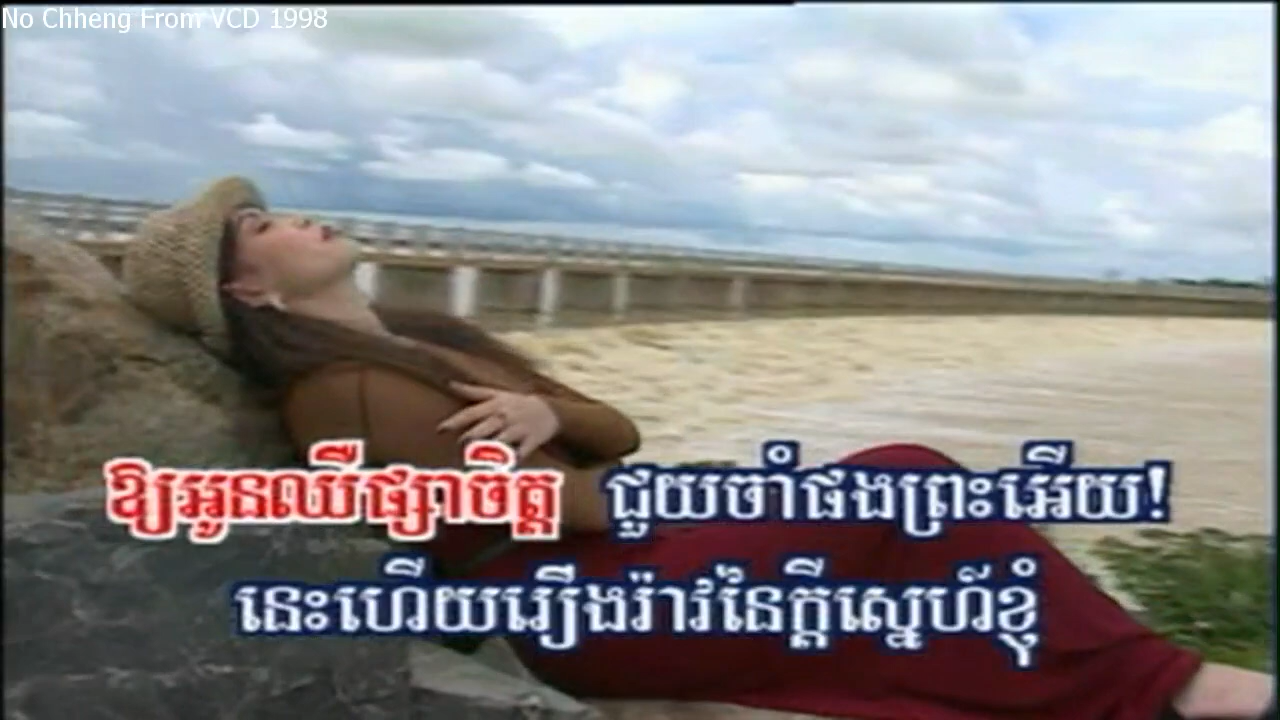 No Chheng From VCD 1998
ឱ្យអូនឈឺផ្សាចិត្ត ជួយចាំផងព្រះអើយ!
នេះហើយរឿងរ៉ាវនៃក្ដីស្នេហ៍ខ្ញុំ